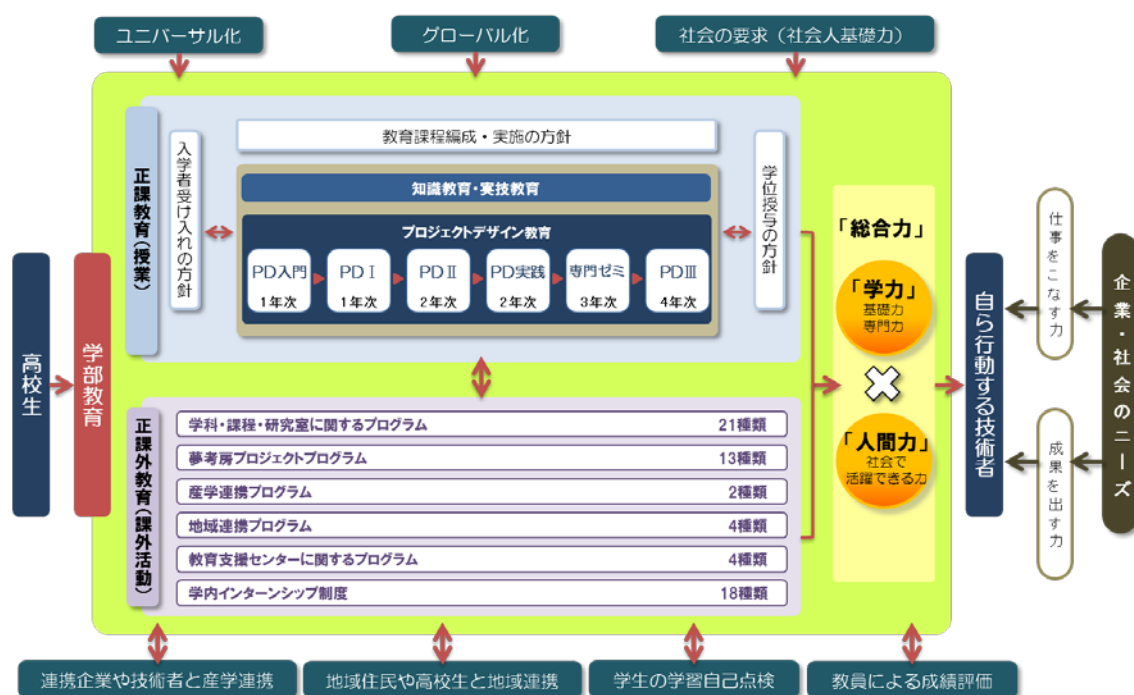 ユニバーサル化
グローバル化
社会の要求（社会人基礎力）
高校生
学部教育
正課教育（授業）
入学者受け入れの方針
教育課程編成・実施の方針
知識教育・実技教育
プロジェクトデザイン教育
PD入門
1年次
PDⅠ
1年次
PDⅡ
2年次
PD実践
2年次
専門ゼミ
3年次
PDⅢ
4年次
学位授与の方針
正課外教育（課外活動）
学科・課程・研究室に関するプログラム 21種類
夢考房プロジェクトプログラム 13種類
産学連携プログラム 2種類
地域連携プログラム 4種類
教育支援センターに関するプログラム 4種類
学内インターンシップ制度 18種類
「総合力」
「学力」
基礎力
専門力
「人間力」
社会で
活躍できる力
自ら行動する技術者
仕事をこなす力
成果を出す力
企業・社会のニーズ
連携企業や技術者と産学連携
地域住民や高校生と地域連携
学生の学習自己点検
教員による成績評価